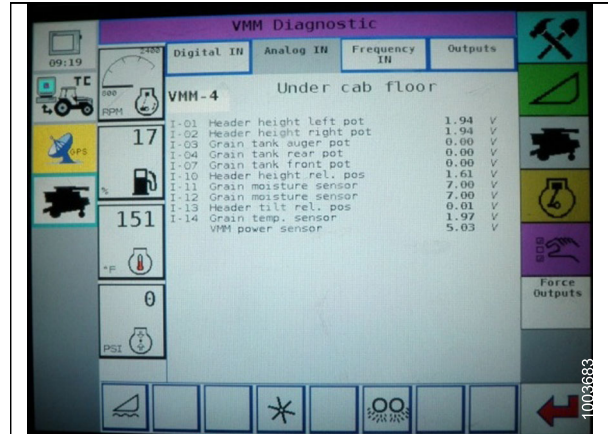 VMM Diagnostic
09:19
2400
Digital IN
Analog IN
Frequency
IN
Outputs
TC
RPM
VMM-4
Under cab floor
I-01 Header height left pot 1.94 V
I-02 Header height right pot 1.94 V
I-03 Grain tank auger pot 0.00 V
I-04 Grain tank rear pot 0.00 V
I-07 Grain tank front pot 0.00 V
I-10 Header height rel. pos 1.61 V
I-11 Grain moisture sensor 7.00 V
I-12 Grain moisture sensor 7.00 V
I-13 Header tilt rel. pos 0.01 V
I-14 Grain temp. sensor 1.97 V
VMM power sensor 5.03 V
GPS
17
%
151
°F
0
PSI
Force
Outputs
1003683